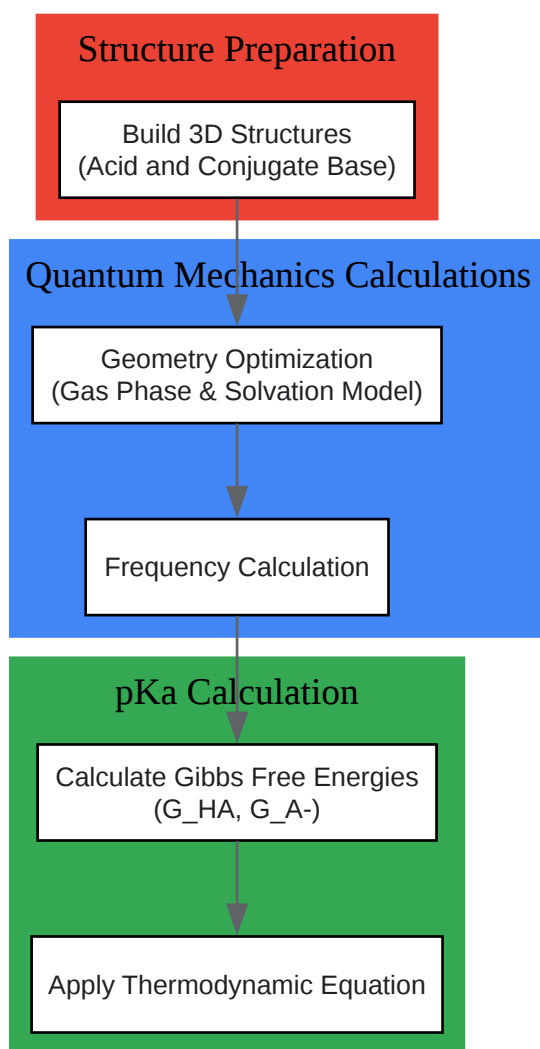 Structure Preparation
Build 3D Structures
(Acid and Conjugate Base)
Quantum Mechanics Calculations
Geometry Optimization
(Gas Phase & Solvation Model)
Frequency Calculation
pKa Calculation
Calculate Gibbs Free Energies
(G_HA, G_A-)
Apply Thermodynamic Equation